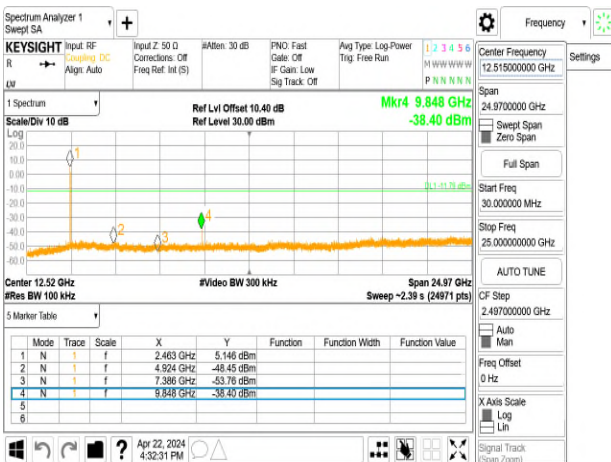 Spectrum Analyzer 1
Swept SA
Frequency
KEYSIGHT
R
Input: RF
Coupling: DC
Align: Auto
Input Z: 50 Ω
Corrections: Off
Freq Ref: Int (S)
#Atten: 30 dB
PNO: Fast
Gate: Off
IF Gain: Low
Sig Track: Off
Avg Type: Log-Power
Trig: Free Run
1 2 3 4 5 6
M W W W W W
P N N N N N
Center Frequency
12.515000000 GHz
Settings
Span
24.9700000 GHz
Swept Span
Zero Span
Full Span
Start Freq
30.000000 MHz
Stop Freq
25.000000000 GHz
AUTO TUNE
CF Step
2.497000000 GHz
Auto
Man
Freq Offset
0 Hz
X Axis Scale
Log
Lin
Signal Track
(Span Zoom)
1 Spectrum
Scale/Div 10 dB
Ref Lvl Offset 10.40 dB
Ref Level 30.00 dBm
Mkr4 9.848 GHz
-38.40 dBm
Log
20.0
10.0
0.00
-10.0
-20.0
-30.0
-40.0
-50.0
-60.0
1
2
3
4
Center 12.52 GHz
#Res BW 100 kHz
#Video BW 300 kHz
Span 24.97 GHz
Sweep ~2.39 s (24971 pts)
5 Marker Table
Mode Trace Scale X Y Function Function Width Function Value
1 N 1 f 2.463 GHz 5.146 dBm
2 N 1 f 4.924 GHz -48.45 dBm
3 N 1 f 7.386 GHz -53.76 dBm
4 N 1 f 9.848 GHz -38.40 dBm
5
6
?
Apr 22, 2024
4:32:31 PM